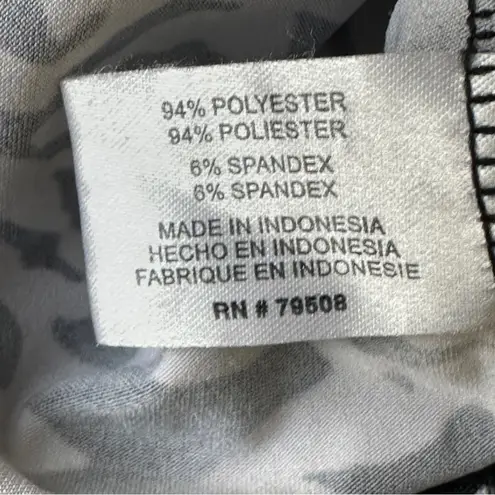 94% POLYESTER
94% POLIESTER
6% SPANDEX
6% SPANDEX
MADE IN INDONESIA
HECHO EN INDONESIA
FABRIQUE EN INDONESIE
RN # 79508